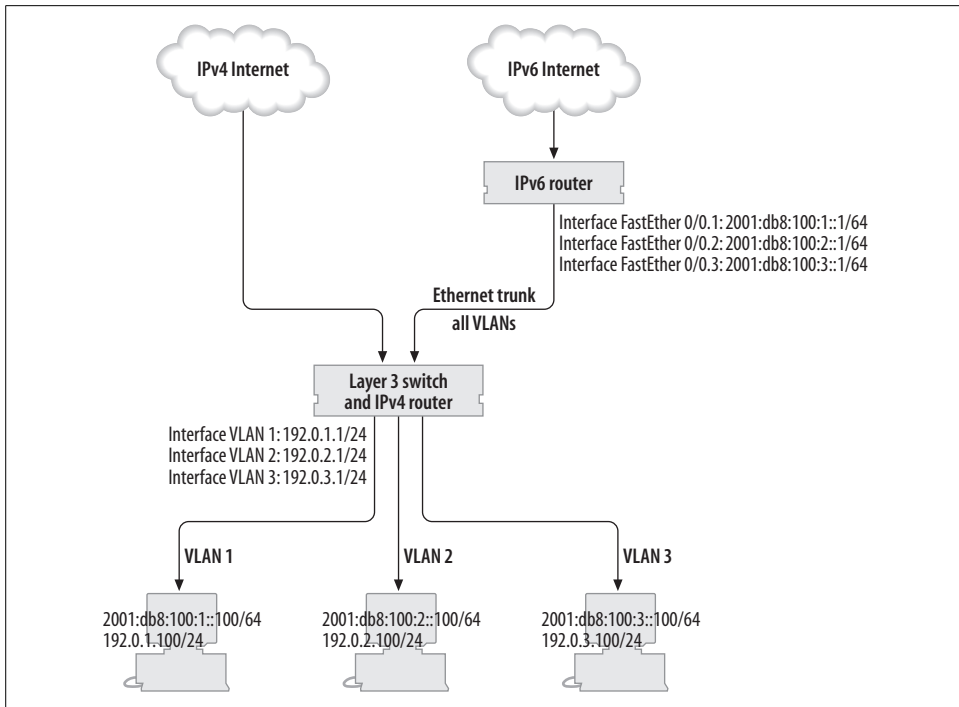 IPv4 Internet
IPv6 Internet
IPv6 router
Interface FastEther 0/0.1: 2001:db8:100:1::1/64
Interface FastEther 0/0.2: 2001:db8:100:2::1/64
Interface FastEther 0/0.3: 2001:db8:100:3::1/64
Ethernet trunk
all VLANs
Layer 3 switch
and IPv4 router
Interface VLAN 1: 192.0.1.1/24
Interface VLAN 2: 192.0.2.1/24
Interface VLAN 3: 192.0.3.1/24
VLAN 1
VLAN 2
VLAN 3
2001:db8:100:1::100/64
192.0.1.100/24
2001:db8:100:2::100/64
192.0.2.100/24
2001:db8:100:3::100/64
192.0.3.100/24